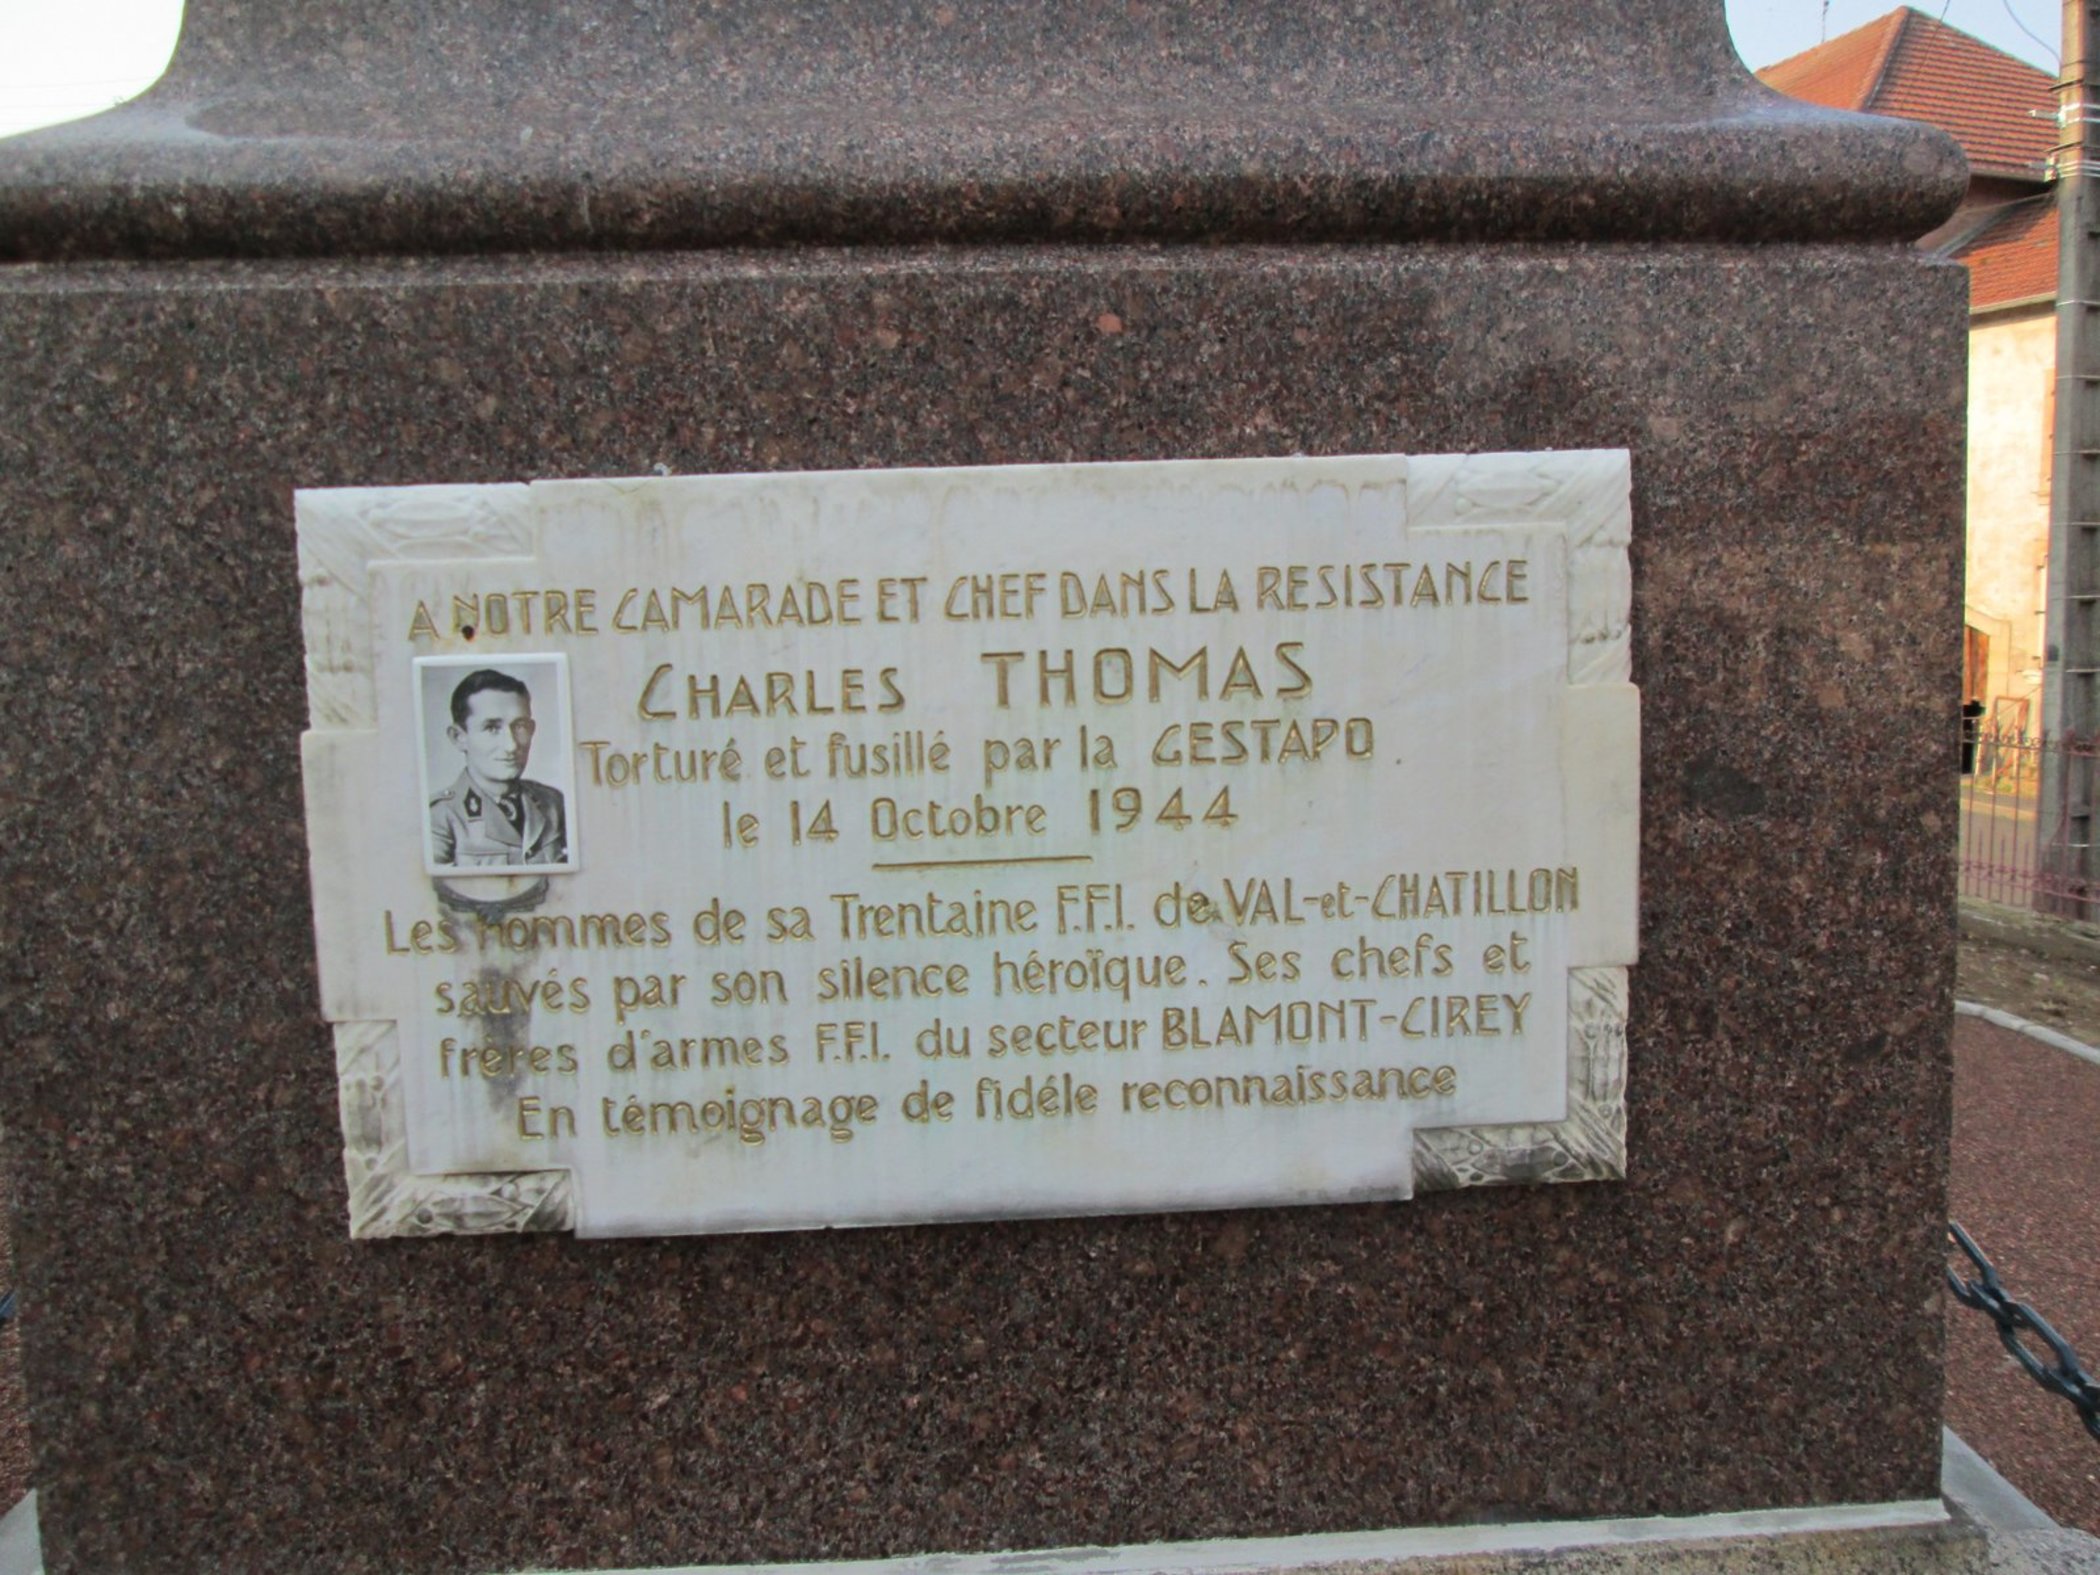 A NOTRE CAMARADE ET CHEF DANS LA RESISTANCE
CHARLES THOMAS
Torturé et fusillé par la GESTAPO.
le 14 Octobre 1944
Les hommes de sa Trentaine F.F.I. de VAL-et-CHATILLON
sauvés par son silence héroïque. Ses chefs et
frères d'armes F.F.I. du secteur BLAMONT-CIREY
En témoignage de fidéle reconnaissance